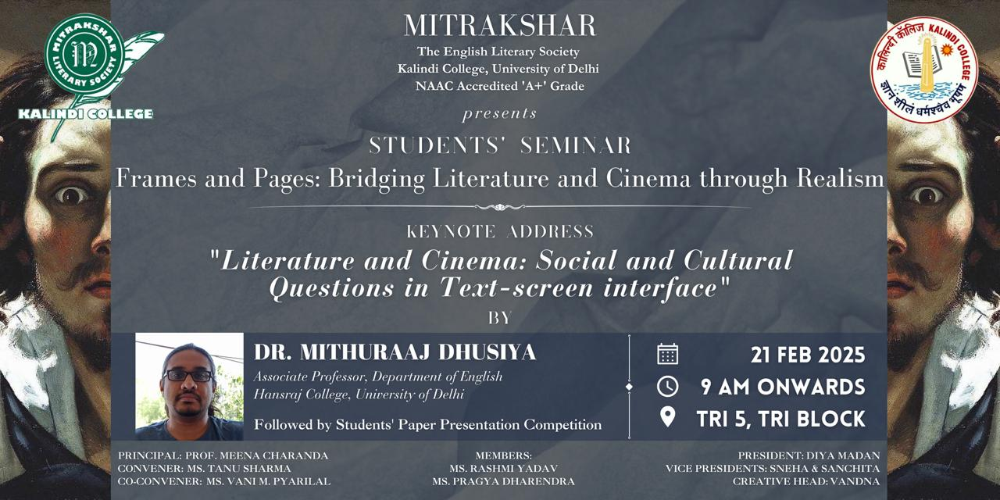 MITRAKSHAR LITERARY SOCIETY
M
KALINDI COLLEGE
कालिन्दी कॉलिज KALINDI COLLEGE
ज्ञानं शीलं धर्मश्चैव भूषणं
MITRAKSHAR
The English Literary Society
Kalindi College, University of Delhi
NAAC Accredited 'A+' Grade
presents
STUDENTS' SEMINAR
Frames and Pages: Bridging Literature and Cinema through Realism
KEYNOTE ADDRESS
"Literature and Cinema: Social and Cultural
Questions in Text-screen interface"
BY
DR. MITHURAAJ DHUSIYA
Associate Professor, Department of English
Hansraj College, University of Delhi
Followed by Students' Paper Presentation Competition
21 FEB 2025
9 AM ONWARDS
TRI 5, TRI BLOCK
PRINCIPAL: PROF. MEENA CHARANDA
CONVENER: MS. TANU SHARMA
CO-CONVENER: MS. VANI M. PYARILAL
MEMBERS:
MS. RASHMI YADAV
MS. PRAGYA DHARENDRA
PRESIDENT: DIYA MADAN
VICE PRESIDENTS: SNEHA & SANCHITA
CREATIVE HEAD: VANDNA